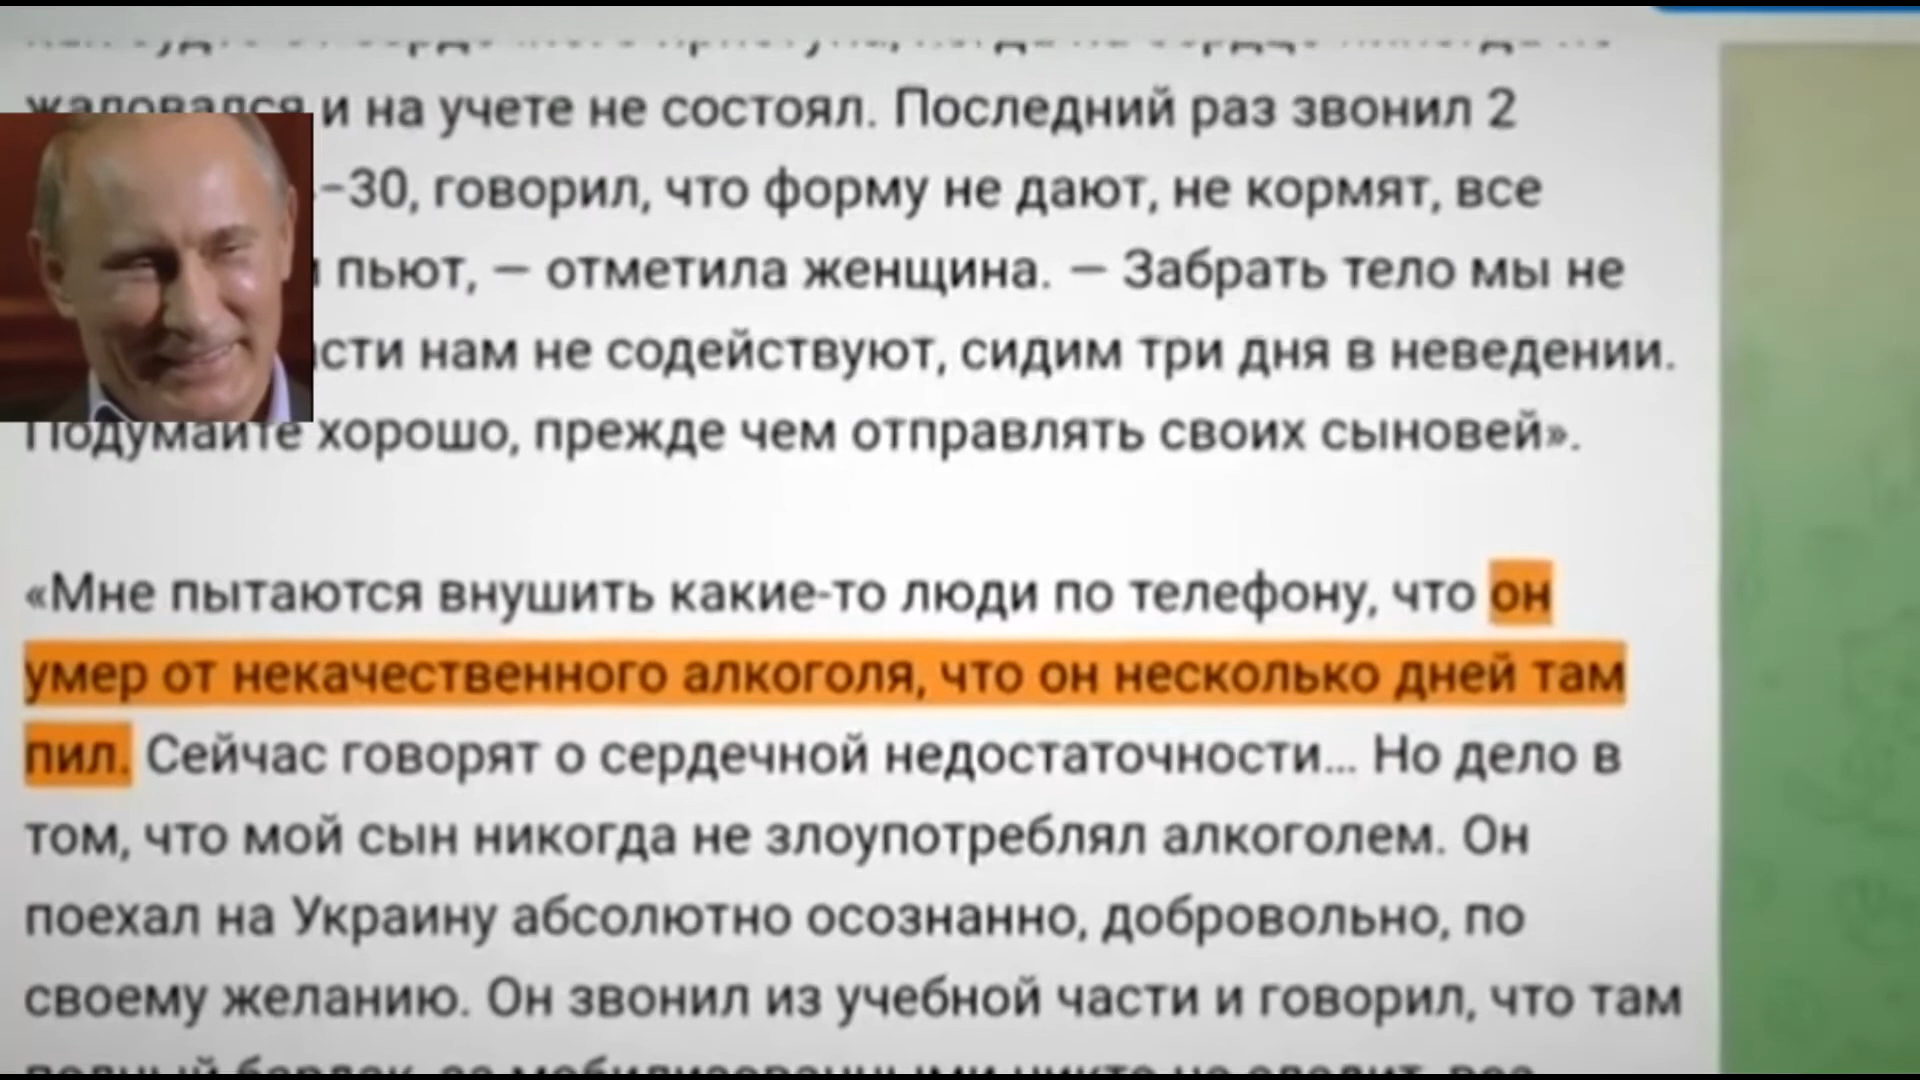 жаловался и на учете не состоял. Последний раз звонил 2
–30, говорил, что форму не дают, не кормят, все
пьют, — отметила женщина. — Забрать тело мы не
сти нам не содействуют, сидим три дня в неведении.
Подумайте хорошо, прежде чем отправлять своих сыновей».
«Мне пытаются внушить какие-то люди по телефону, что он
умер от некачественного алкоголя, что он несколько дней там
пил. Сейчас говорят о сердечной недостаточности... Но дело в
том, что мой сын никогда не злоупотреблял алкоголем. Он
поехал на Украину абсолютно осознанно, добровольно, по
своему желанию. Он звонил из учебной части и говорил, что там